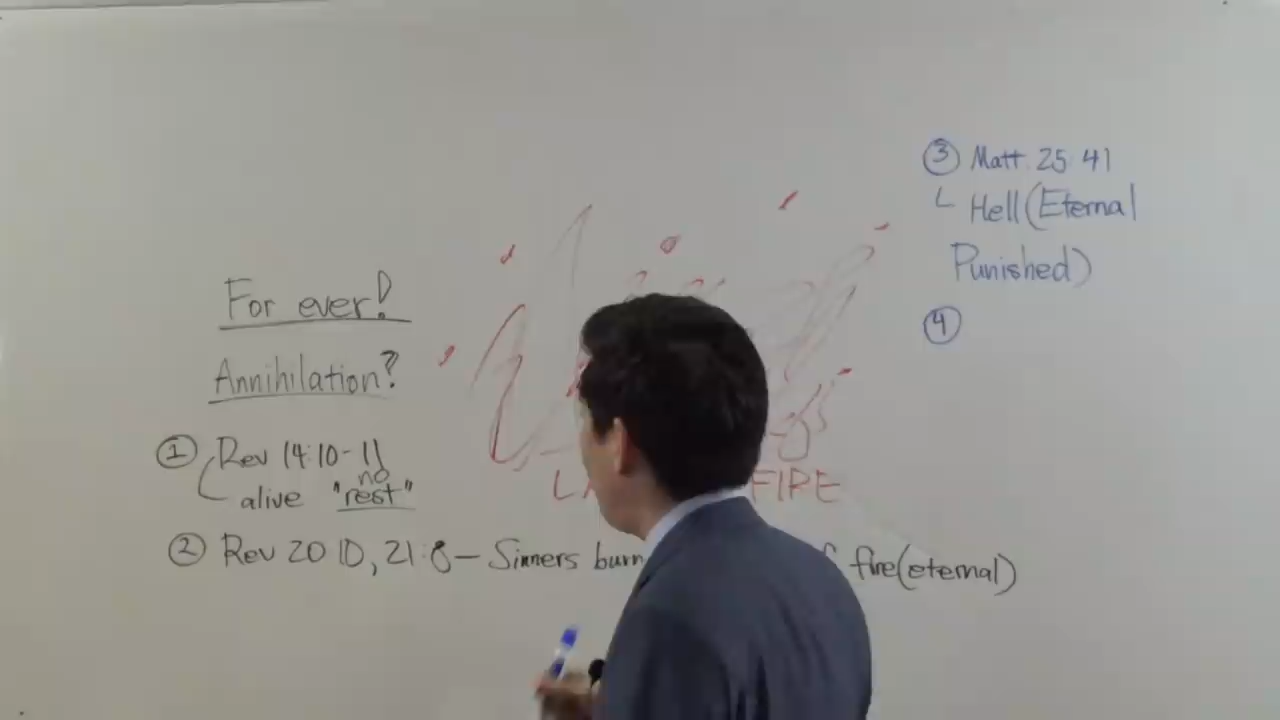 For ever!
Annihilation?
① Rev 14:10-11
alive "no rest"
② Rev 20 10, 21:8 – Sinners burn fire (eternal)
L FIRE
③ Matt. 25:41
Hell (Eternal
Punished)
④